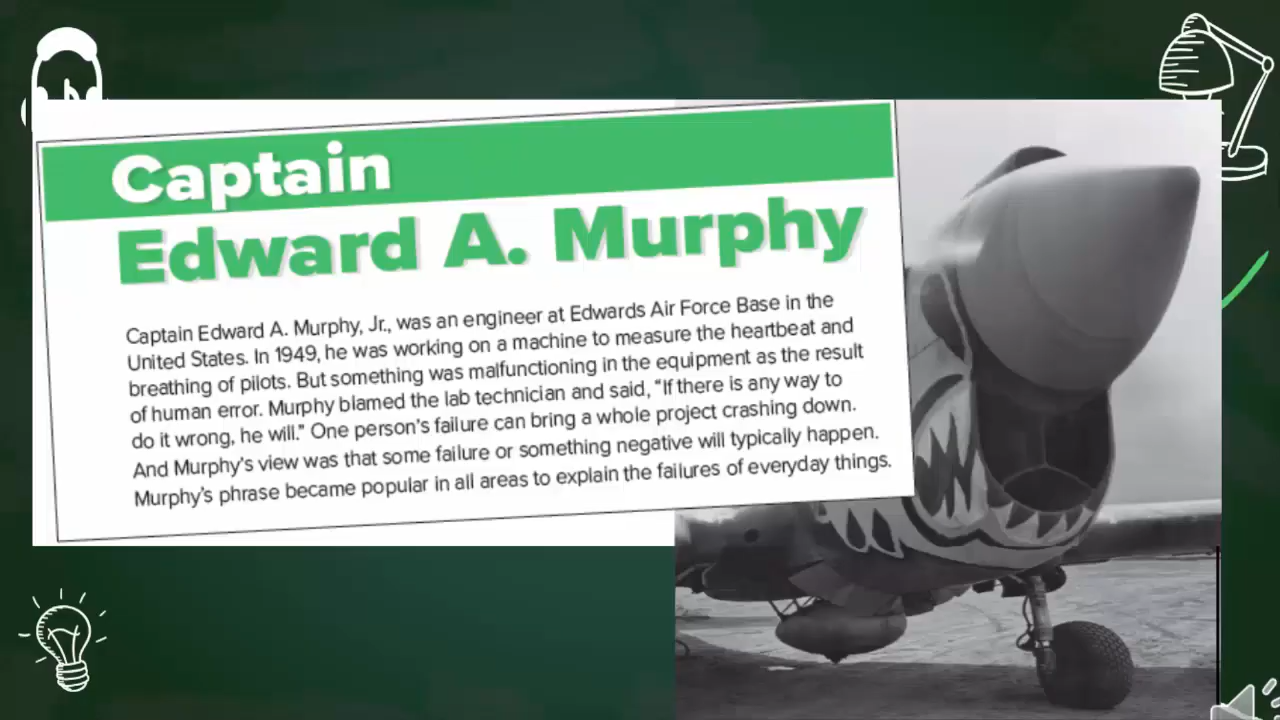 Captain
Edward A. Murphy
Captain Edward A. Murphy, Jr., was an engineer at Edwards Air Force Base in the
United States. In 1949, he was working on a machine to measure the heartbeat and
breathing of pilots. But something was malfunctioning in the equipment as the result
of human error. Murphy blamed the lab technician and said, “If there is any way to
do it wrong, he will.” One person’s failure can bring a whole project crashing down.
And Murphy’s view was that some failure or something negative will typically happen.
Murphy’s phrase became popular in all areas to explain the failures of everyday things.